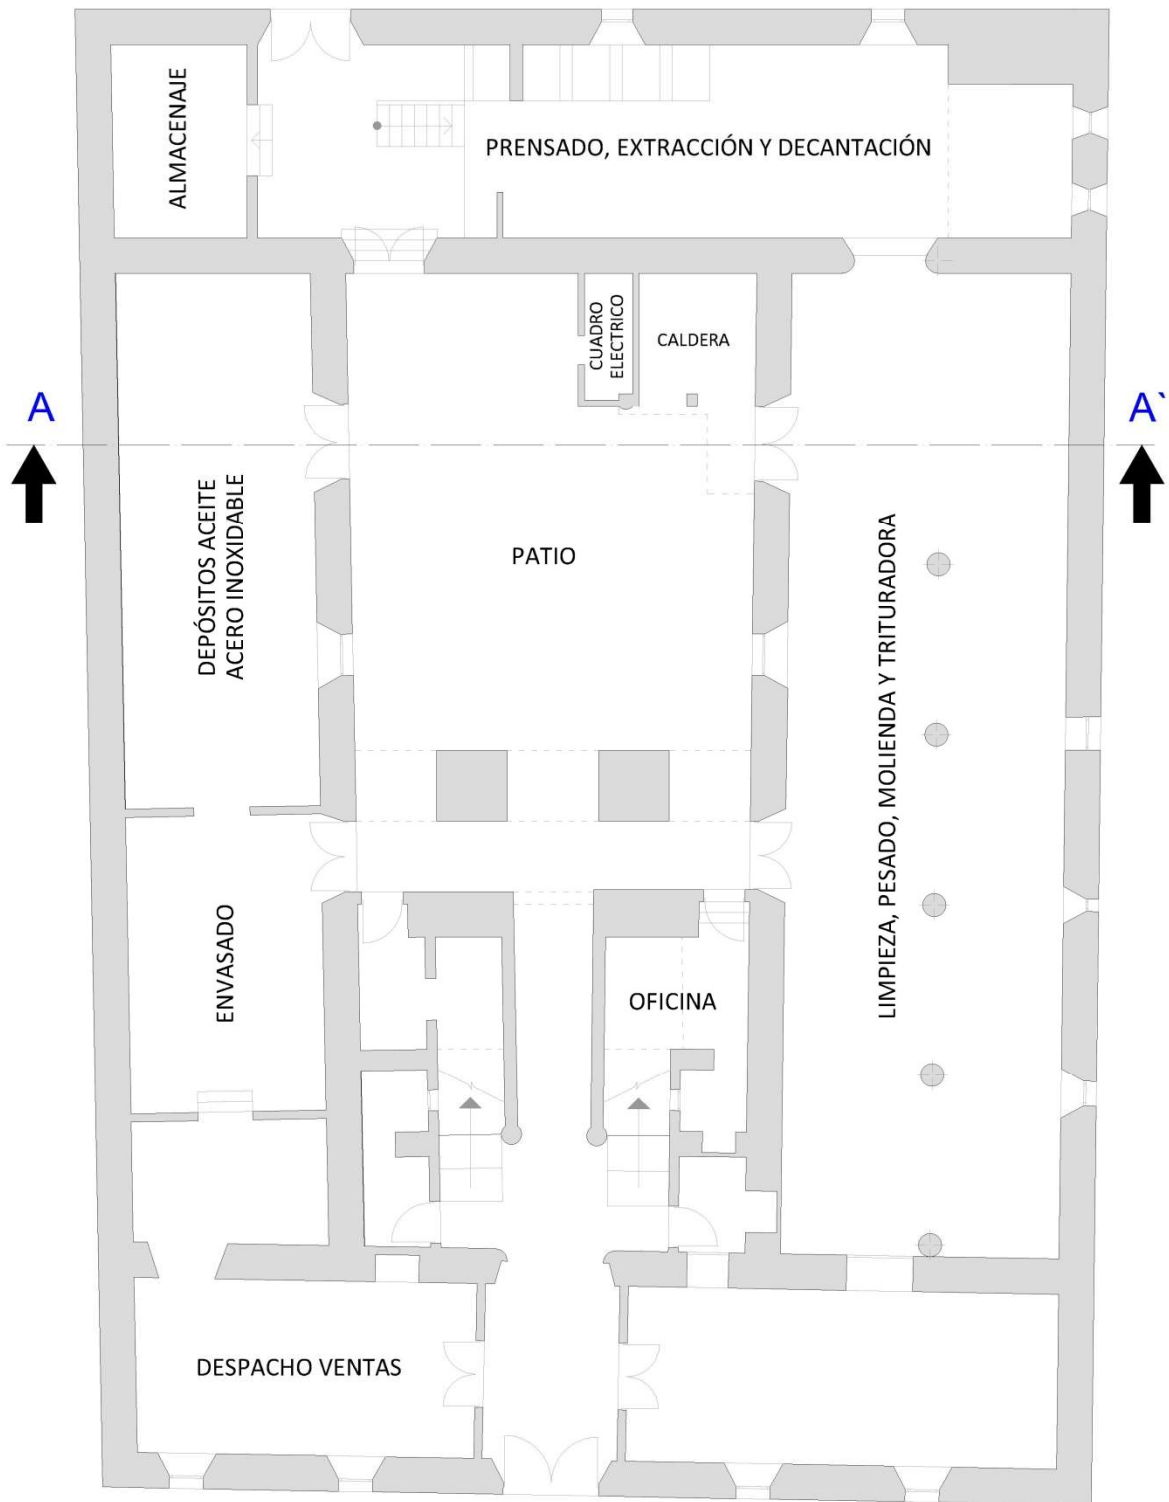 ALMACENAJE
PRENSADO, EXTRACCIÓN Y DECANTACIÓN
CUADRO
ELECTRICO
CALDERA
A
A`
DEPÓSITOS ACEITE
ACERO INOXIDABLE
PATIO
LIMPIEZA, PESADO, MOLIENDA Y TRITURADORA
ENVASADO
OFICINA
DESPACHO VENTAS